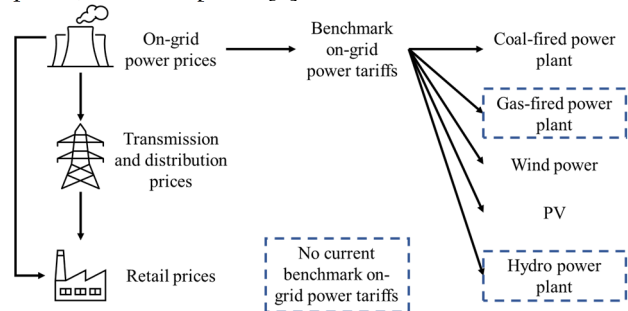 On-grid
power prices
Benchmark
on-grid
power tariffs
Coal-fired power
plant
Gas-fired power
plant
Wind power
PV
Hydro power
plant
Transmission
and distribution
prices
Retail prices
No current
benchmark on-
grid power tariffs